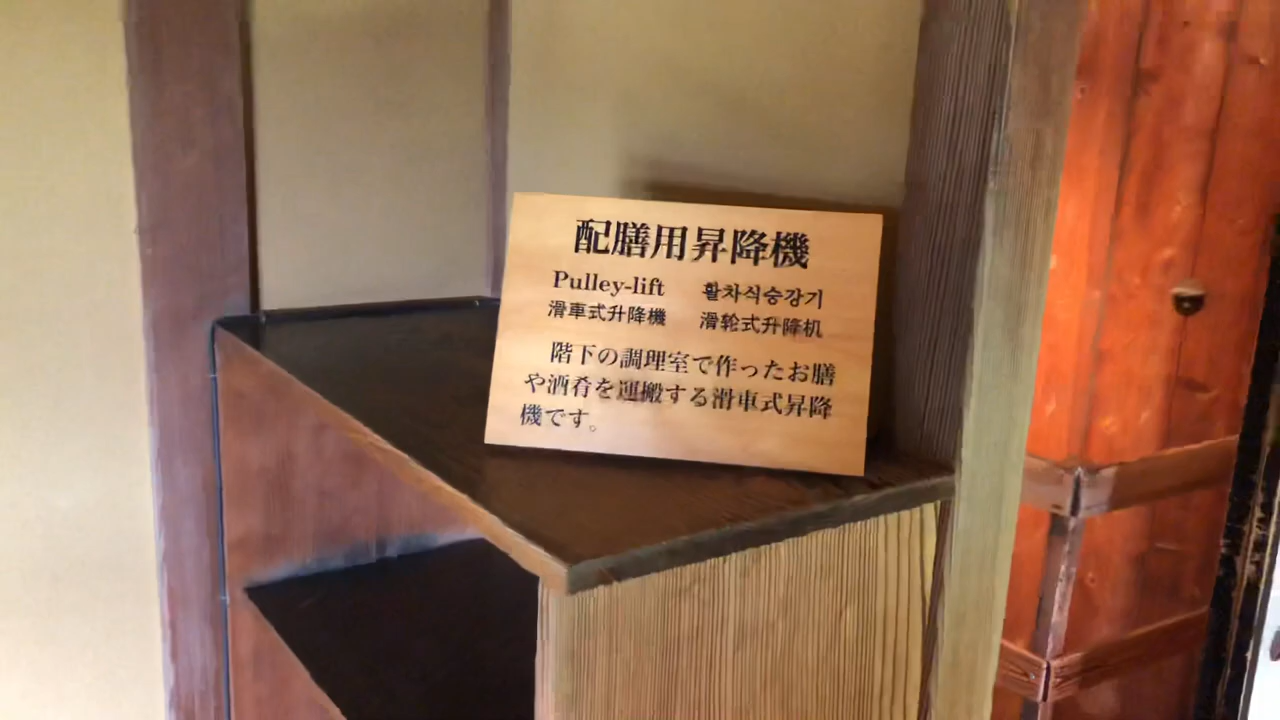 配膳用昇降機
Pulley-lift 활차식승강기
滑車式升降機 滑轮式升降机
階下の調理室で作ったお膳
や酒肴を運搬する滑車式昇降
機です。